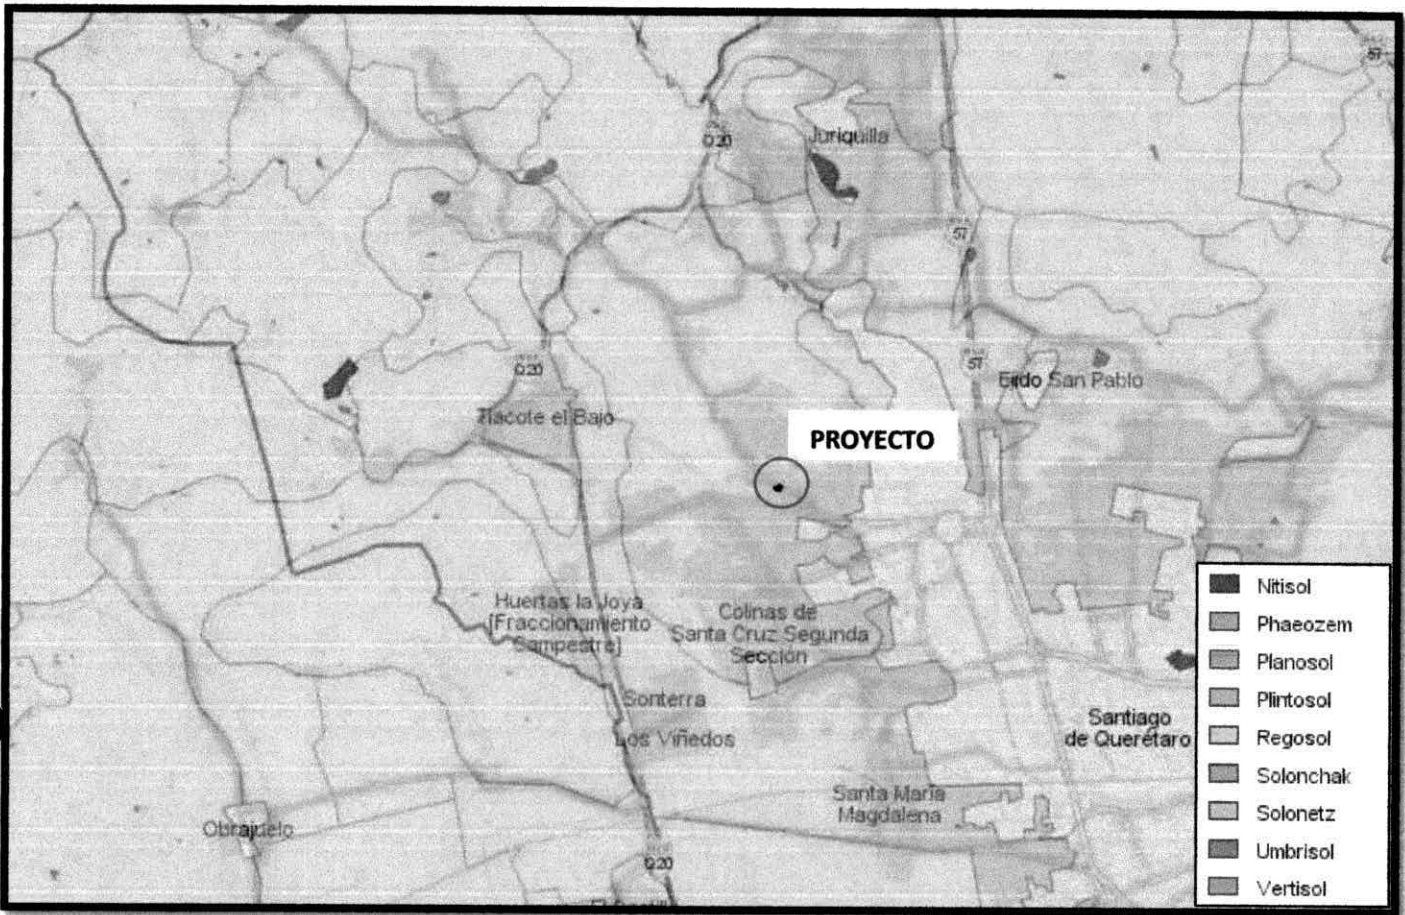 57
Q20
Juriquilla
57
57
Q20
Ejido San Pablo
Tlacote el Bajo
PROYECTO
Huertas la Joya
[Fraccionamiento
Campestre]
Colinas de
Santa Cruz Segunda
Sección
Sonterra
Los Viñedos
Santiago
de Querétaro
Santa María
Magdalena
Obrajuelo
Q20
Nitisol
Phaeozem
Planosol
Plintosol
Regosol
Solonchak
Solonetz
Umbrisol
Vertisol